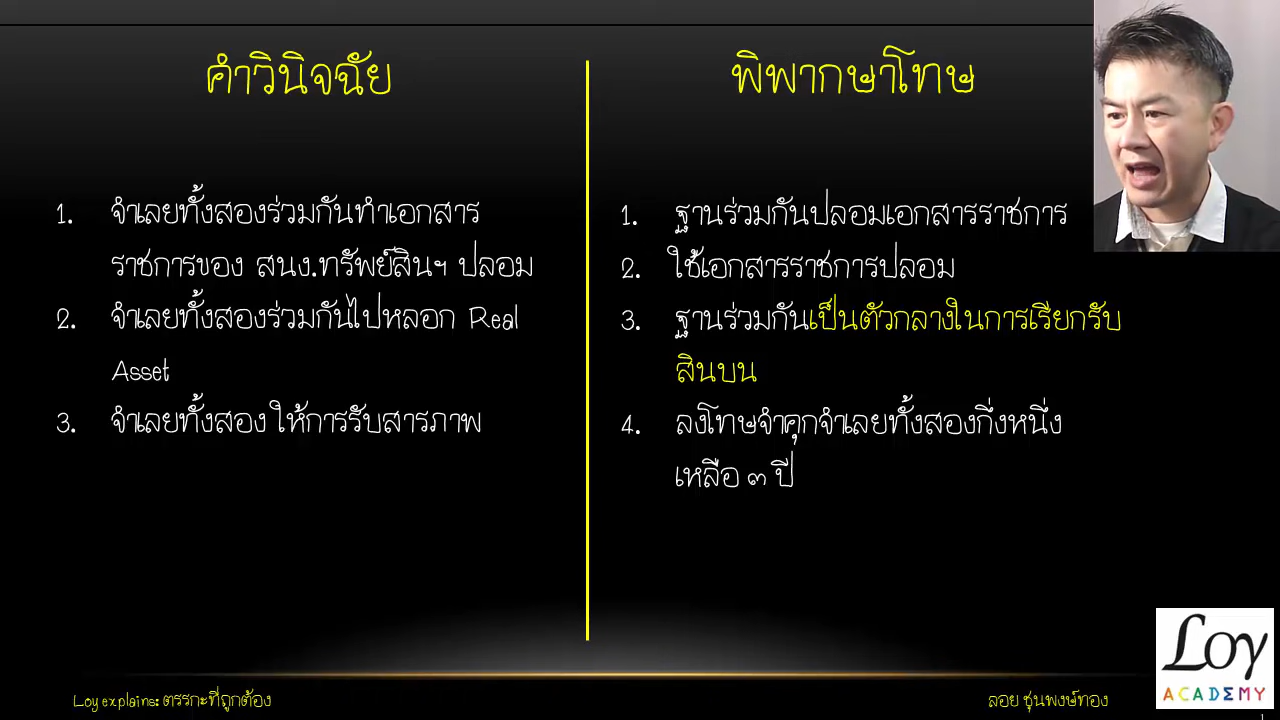 คำวินิจฉัย
1. จำเลยทั้งสองร่วมกันทำเอกสาร
ราชการของ สนง.ทรัพย์สินฯ ปลอม
2. จำเลยทั้งสองร่วมกันไปหลอก Real
Asset
3. จำเลยทั้งสอง ให้การรับสารภาพ
พิพากษาโทษ
1. ฐานร่วมกันปลอมเอกสารราชการ
2. ใช้เอกสารราชการปลอม
3. ฐานร่วมกันเป็นตัวกลางในการเรียกรับ
สินบน
4. ลงโทษจำคุกจำเลยทั้งสองกึ่งหนึ่ง
เหลือ ๓ ปี
Loy explains: ตรรกะที่ถูกต้อง
ลอย ชุนพงษ์ทอง
Loy
ACADEMY